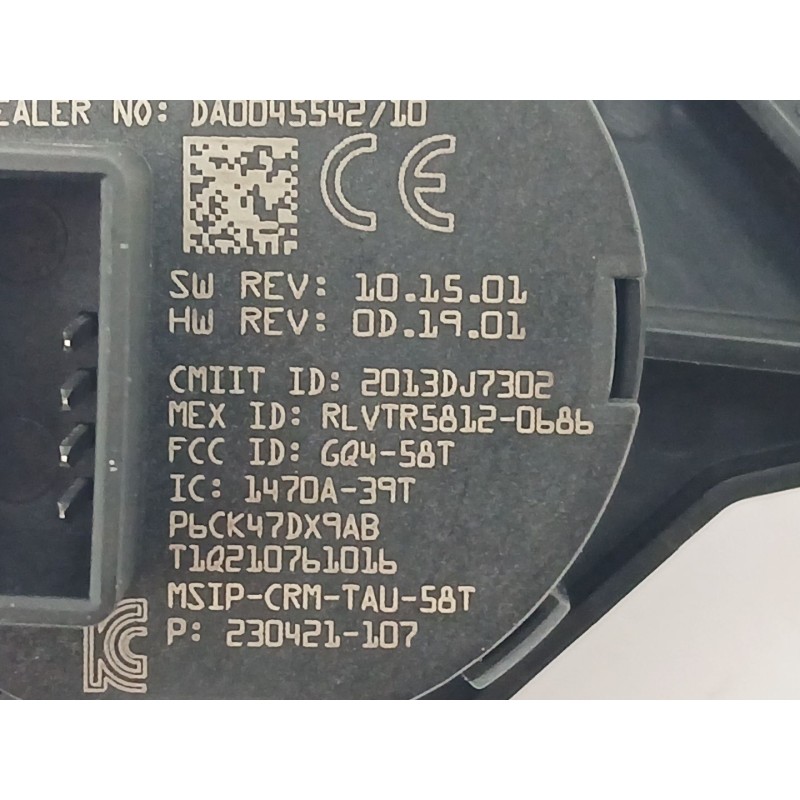 EALER NO: DA0045542/10
CE
SW REV: 10.15.01
HW REV: 0D.19.01
CMIIT ID: 2013DJ7302
MEX ID: RLVTR5812-0686
FCC ID: GQ4-58T
IC: 1470A-39T
P6CK47DX9AB
T1Q210761016
MSIP-CRM-TAU-58T
P: 230421-107